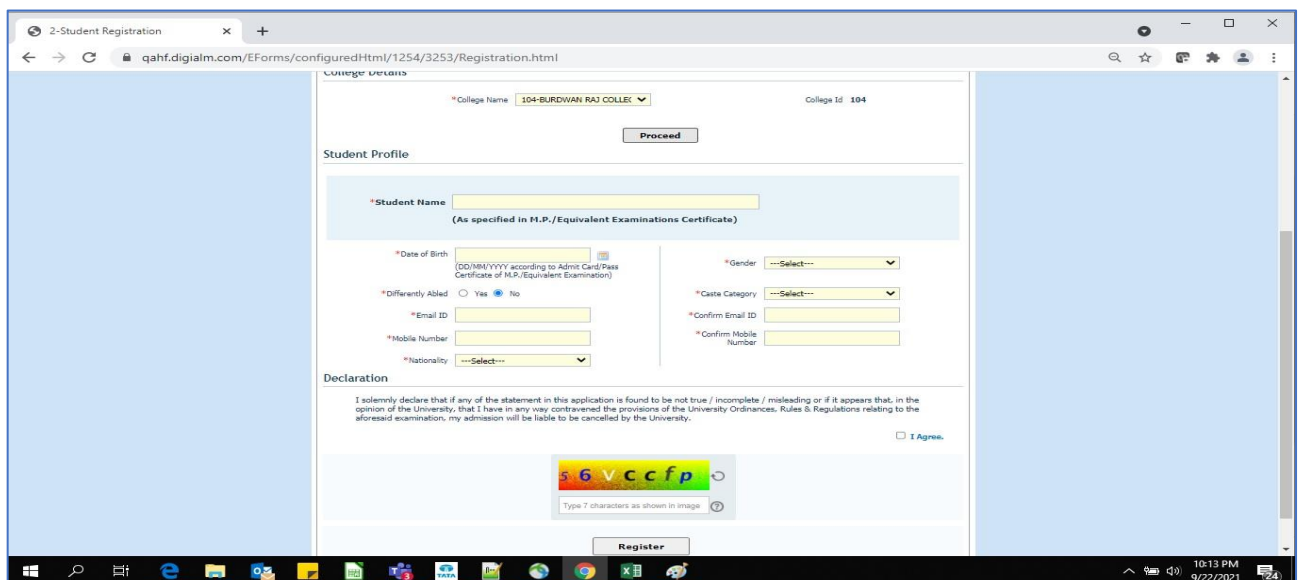 2-Student Registration
qahf.digialm.com/EForms/configuredHtml/1254/3253/Registration.html
College Details
*College Name 104-BURDWAN RAJ COLLEC College Id 104
Proceed
Student Profile
*Student Name
(As specified in M.P./Equivalent Examinations Certificate)
*Date of Birth
(DD/MM/YYYY according to Admit Card/Pass
Certificate of M.P./Equivalent Examination)
*Gender ---Select---
*Differently Abled Yes No
*Caste Category ---Select---
*Email ID
*Confirm Email ID
*Mobile Number
*Confirm Mobile
Number
*Nationality ---Select---
Declaration
I solemnly declare that if any of the statement in this application is found to be not true / incomplete / misleading or if it appears that, in the
opinion of the University, that I have in any way contravened the provisions of the University Ordinances, Rules & Regulations relating to the
aforesaid examination, my admission will be liable to be cancelled by the University.
I Agree.
s6Vccfp
Type 7 characters as shown in image
Register
TATA
10:13 PM
9/22/2021
24